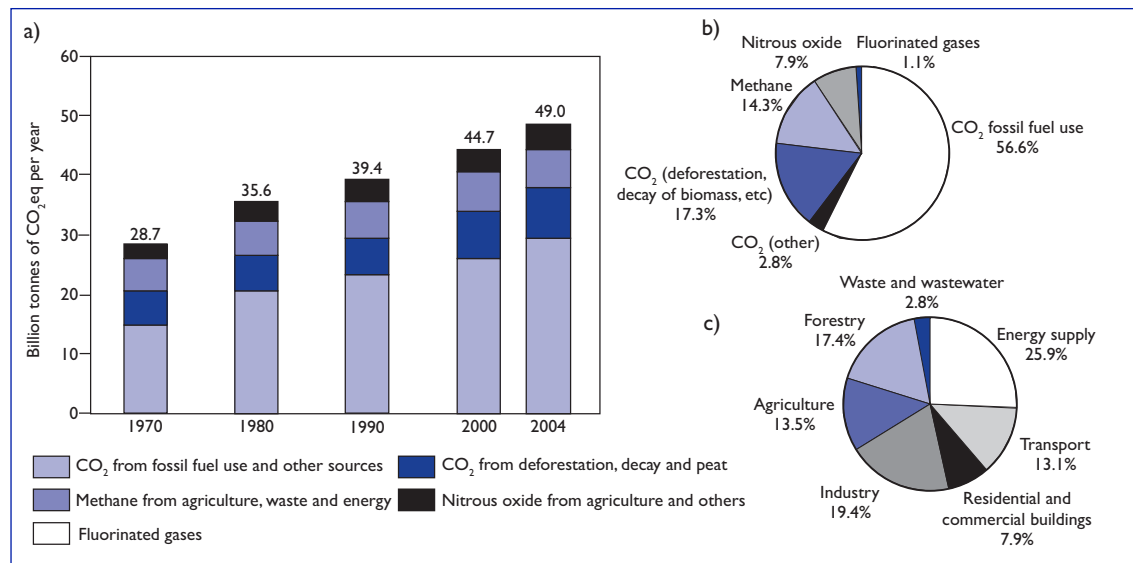 a)
Billion tonnes of CO₂eq per year
60
50
40
30
20
10
0
28.7
35.6
39.4
44.7
49.0
1970
1980
1990
2000
2004
CO₂ from fossil fuel use and other sources
CO₂ from deforestation, decay and peat
Methane from agriculture, waste and energy
Nitrous oxide from agriculture and others
Fluorinated gases
b)
Nitrous oxide
7.9%
Fluorinated gases
1.1%
Methane
14.3%
CO₂ fossil fuel use
56.6%
CO₂ (deforestation,
decay of biomass, etc)
17.3%
CO₂ (other)
2.8%
c)
Waste and wastewater
2.8%
Forestry
17.4%
Energy supply
25.9%
Agriculture
13.5%
Transport
13.1%
Industry
19.4%
Residential and
commercial buildings
7.9%